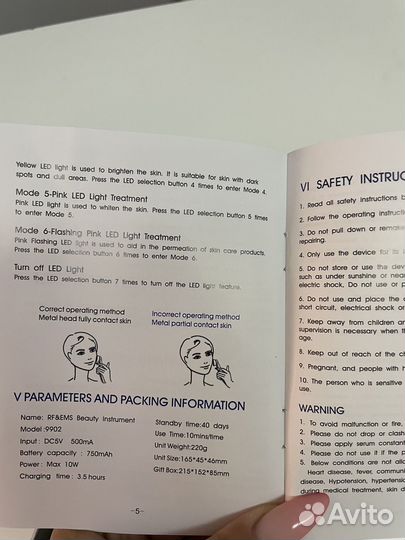 Yellow LED light is used to brighten the skin. It is suitable for skin with dark
spots and dull areas. Press the LED selection button 4 times to enter Mode 4.
Mode 5-Pink LED Light Treatment
Pink LED light is used to whiten the skin. Press the LED selection button 5 times
to enter Mode 5.
Mode 6-Flashing Pink LED Light Treatment
Pink Flashing LED light is used to aid in the permeation of skin care products.
Press the LED selection button 6 times to enter Mode 6.
Turn off LED Light
Press the LED selection button 7 times to turn off the LED light feature.
Correct operating method
Metal head fully contact skin
Incorrect operating method
Metal partial contact skin
V PARAMETERS AND PACKING INFORMATION
Name: RF&EMS Beauty Instrument
Model :9902
Input : DC5V 500mA
Battery capacity : 750mAh
Power : Max 10W
Charging time : 3.5hours
Standby time:40 days
Use Time:10mins/time
Unit Weight:220g
Unit Size:165*45*46mm
Gift Box:215*152*85mm
-5-
VI SAFETY INSTRUC
1. Read all safety instructions b
2. Follow the operating instruction
3. Do not pull down or remake
repairing.
4. Only use the device for its i
5. Do not store or use the devi
such as under sunshine or near
electric shock, Do not use or p
6. Do not use and place the
short circuit, electrical shock or
7. Keep away from children an
supervision is necessary when th
age.
8. Keep out of reach of the ch
9. Pregnant, and people with h
10. The person who is sensitive
use.
WARNING
1. To avoid malfunction or fire,
2. Please do not drop or clash
3. Please apply serum constant
4. Please do not use it if the p
5. Below conditions are not allow
Heart disease, fever, communi
disease, Hypotension, hypertens
during medical treatment, skin d
Avito